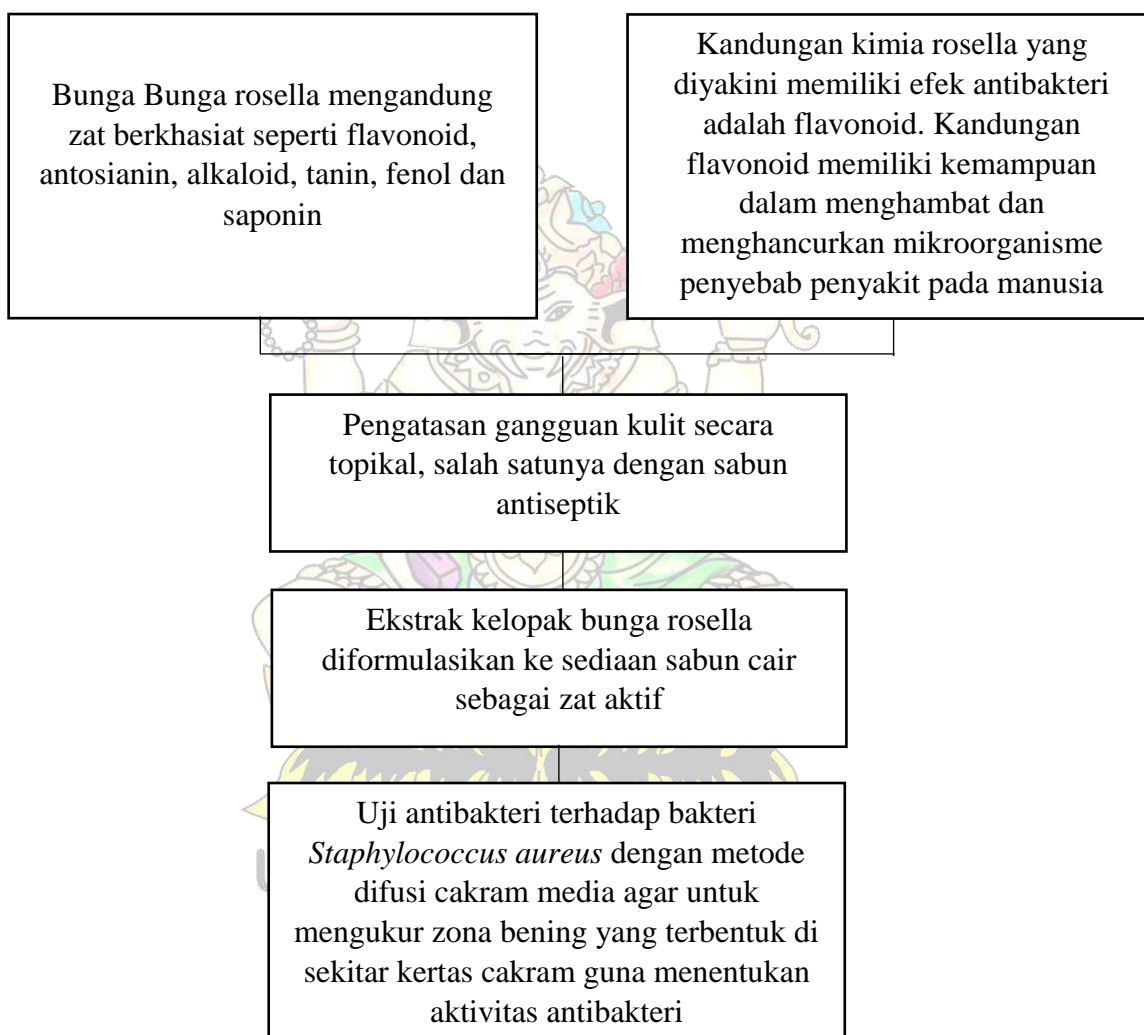 Bunga Bunga rosella mengandung
zat berkhasiat seperti flavonoid,
antosianin, alkaloid, tanin, fenol dan
saponin
Kandungan kimia rosella yang
diyakini memiliki efek antibakteri
adalah flavonoid. Kandungan
flavonoid memiliki kemampuan
dalam menghambat dan
menghancurkan mikroorganisme
penyebab penyakit pada manusia
Pengatasan gangguan kulit secara
topikal, salah satunya dengan sabun
antiseptik
Ekstrak kelopak bunga rosella
diformulasikan ke sediaan sabun cair
sebagai zat aktif
Uji antibakteri terhadap bakteri
Staphylococcus aureus dengan metode
difusi cakram media agar untuk
mengukur zona bening yang terbentuk di
sekitar kertas cakram guna menentukan
aktivitas antibakteri